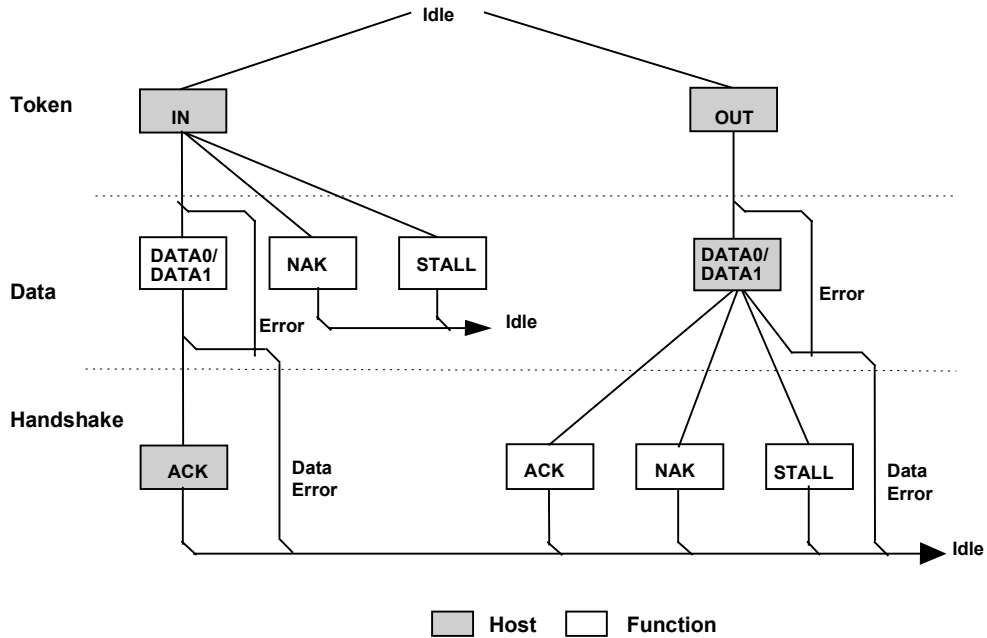 Idle
Token
IN
OUT
DATA0/
DATA1
NAK
STALL
DATA0/
DATA1
Data
Error
Idle
Error
Handshake
ACK
Data
Error
ACK
NAK
STALL
Data
Error
Idle
Host
Function